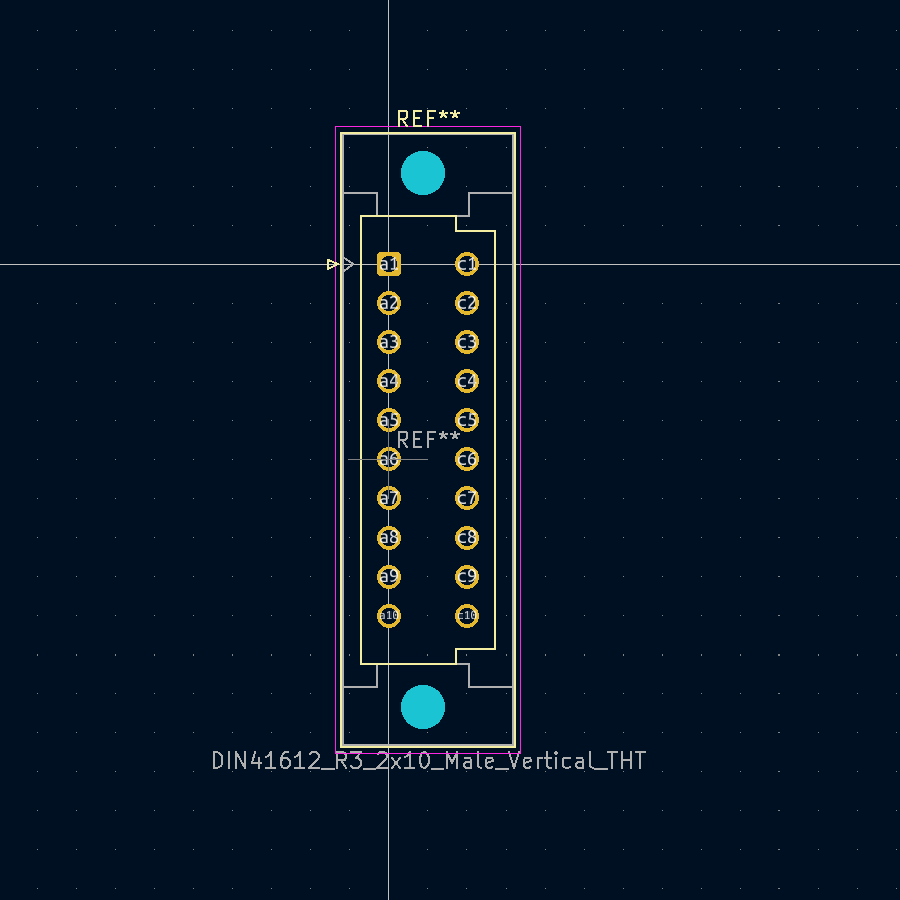 REF**
a1 c1
a2 c2
a3 c3
a4 c4
a5 c5
REF**
a6 c6
a7 c7
a8 c8
a9 c9
a10 c10
DIN41612_R3_2x10_Male_Vertical_THT